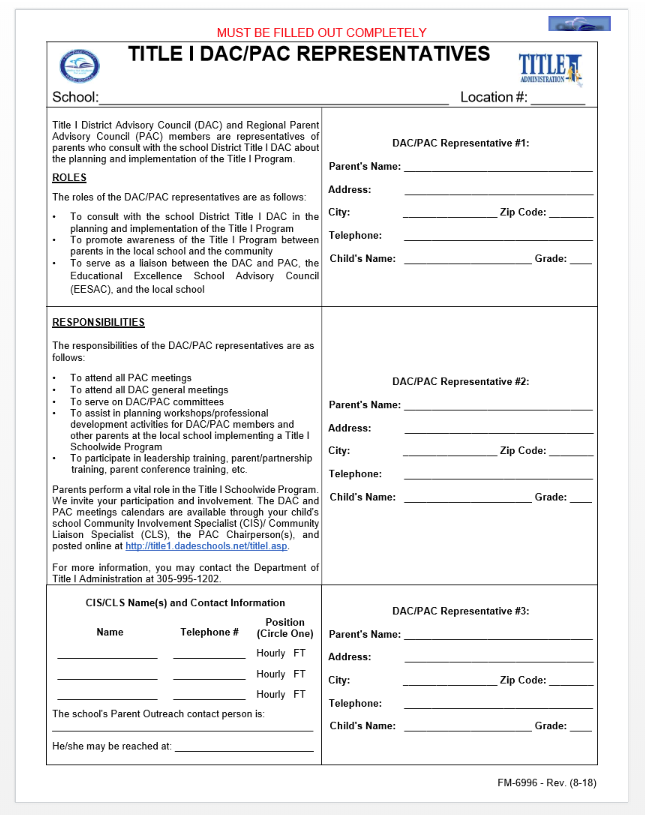 MUST BE FILLED OUT COMPLETELY
TITLE I DAC/PAC REPRESENTATIVES
TITLE I
ADMINISTRATION
School: Location #:
Title I District Advisory Council (DAC) and Regional Parent
Advisory Council (PAC) members are representatives of
parents who consult with the school District Title I DAC about
the planning and implementation of the Title I Program.
ROLES
The roles of the DAC/PAC representatives are as follows:
• To consult with the school District Title I DAC in the
planning and implementation of the Title I Program
• To promote awareness of the Title I Program between
parents in the local school and the community
• To serve as a liaison between the DAC and PAC, the
Educational Excellence School Advisory Council
(EESAC), and the local school
DAC/PAC Representative #1:
Parent's Name:
Address:
City: Zip Code:
Telephone:
Child's Name: Grade:
RESPONSIBILITIES
The responsibilities of the DAC/PAC representatives are as
follows:
• To attend all PAC meetings
• To attend all DAC general meetings
• To serve on DAC/PAC committees
• To assist in planning workshops/professional
development activities for DAC/PAC members and
other parents at the local school implementing a Title I
Schoolwide Program
• To participate in leadership training, parent/partnership
training, parent conference training, etc.
Parents perform a vital role in the Title I Schoolwide Program.
We invite your participation and involvement. The DAC and
PAC meetings calendars are available through your child's
school Community Involvement Specialist (CIS)/ Community
Liaison Specialist (CLS), the PAC Chairperson(s), and
posted online at http://title1.dadeschools.net/titleI.asp.
For more information, you may contact the Department of
Title I Administration at 305-995-1202.
DAC/PAC Representative #2:
Parent's Name:
Address:
City: Zip Code:
Telephone:
Child's Name: Grade:
CIS/CLS Name(s) and Contact Information
Position
Name Telephone # (Circle One)
Hourly FT
Hourly FT
Hourly FT
The school's Parent Outreach contact person is:
He/she may be reached at:
DAC/PAC Representative #3:
Parent's Name:
Address:
City: Zip Code:
Telephone:
Child's Name: Grade:
FM-6996 - Rev. (8-18)